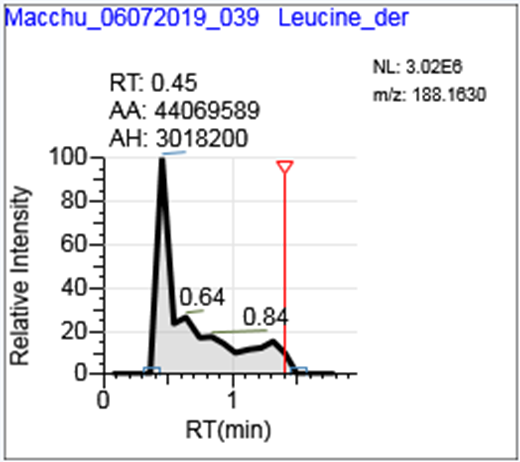 Macchu_06072019_039 Leucine_der
NL: 3.02E6
m/z: 188.1630
RT: 0.45
AA: 44069589
AH: 3018200
100
80
60
40
20
0
0.64
0.84
0 1
Relative Intensity
RT(min)